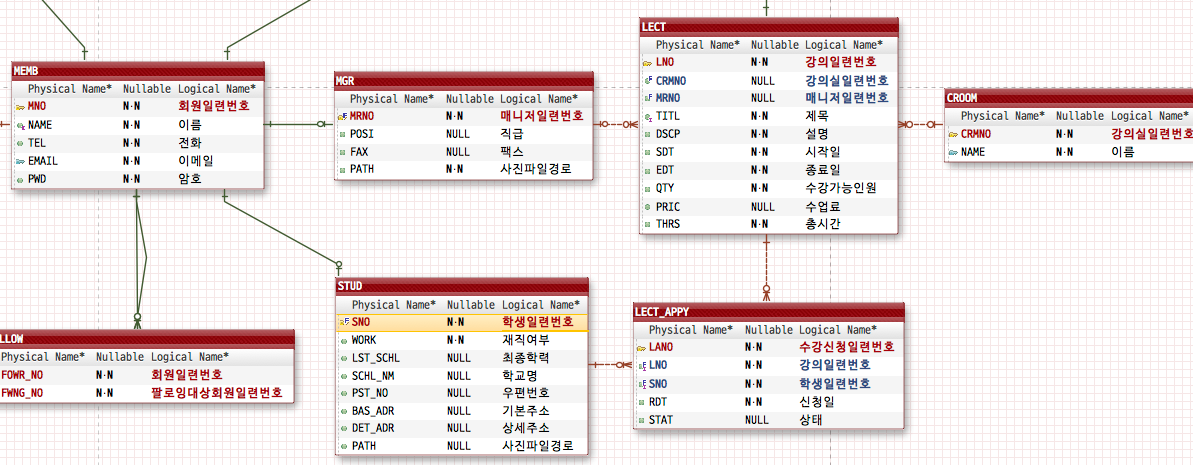 MEMB
Physical Name* Nullable Logical Name*
MNO N·N 회원일련번호
NAME N·N 이름
TEL N·N 전화
EMAIL N·N 이메일
PWD N·N 암호
MGR
Physical Name* Nullable Logical Name*
MRNO N·N 매니저일련번호
POSI NULL 직급
FAX NULL 팩스
PATH N·N 사진파일경로
LECT
Physical Name* Nullable Logical Name*
LNO N·N 강의일련번호
CRMNO NULL 강의실일련번호
MRNO NULL 매니저일련번호
TITL N·N 제목
DSCP N·N 설명
SDT N·N 시작일
EDT N·N 종료일
QTY N·N 수강가능인원
PRIC NULL 수업료
THRS N·N 총시간
CROOM
Physical Name* Nullable Logical Name*
CRMNO N·N 강의실일련번호
NAME N·N 이름
LLOW
Physical Name* Nullable Logical Name*
FOWR_NO N·N 회원일련번호
FWNG_NO N·N 팔로잉대상회원일련번호
STUD
Physical Name* Nullable Logical Name*
SNO N·N 학생일련번호
WORK N·N 재직여부
LST_SCHL NULL 최종학력
SCHL_NM NULL 학교명
PST_NO NULL 우편번호
BAS_ADR NULL 기본주소
DET_ADR NULL 상세주소
PATH NULL 사진파일경로
LECT_APPY
Physical Name* Nullable Logical Name*
LANO N·N 수강신청일련번호
LNO N·N 강의일련번호
SNO N·N 학생일련번호
RDT N·N 신청일
STAT NULL 상태